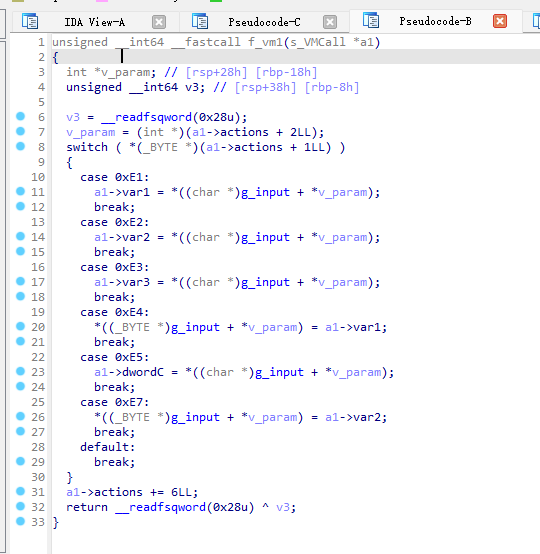 IDA View-A Pseudocode-C Pseudocode-B
1 unsigned __int64 __fastcall f_vm1(s_VMCall *a1)
2 {
3 int *v_param; // [rsp+28h] [rbp-18h]
4 unsigned __int64 v3; // [rsp+38h] [rbp-8h]
5
6 v3 = __readfsqword(0x28u);
7 v_param = (int *)(a1->actions + 2LL);
8 switch ( *(_BYTE *)(a1->actions + 1LL) )
9 {
10 case 0xE1:
11 a1->var1 = *((char *)g_input + *v_param);
12 break;
13 case 0xE2:
14 a1->var2 = *((char *)g_input + *v_param);
15 break;
16 case 0xE3:
17 a1->var3 = *((char *)g_input + *v_param);
18 break;
19 case 0xE4:
20 *((_BYTE *)g_input + *v_param) = a1->var1;
21 break;
22 case 0xE5:
23 a1->dwordC = *((char *)g_input + *v_param);
24 break;
25 case 0xE7:
26 *((_BYTE *)g_input + *v_param) = a1->var2;
27 break;
28 default:
29 break;
30 }
31 a1->actions += 6LL;
32 return __readfsqword(0x28u) ^ v3;
33 }